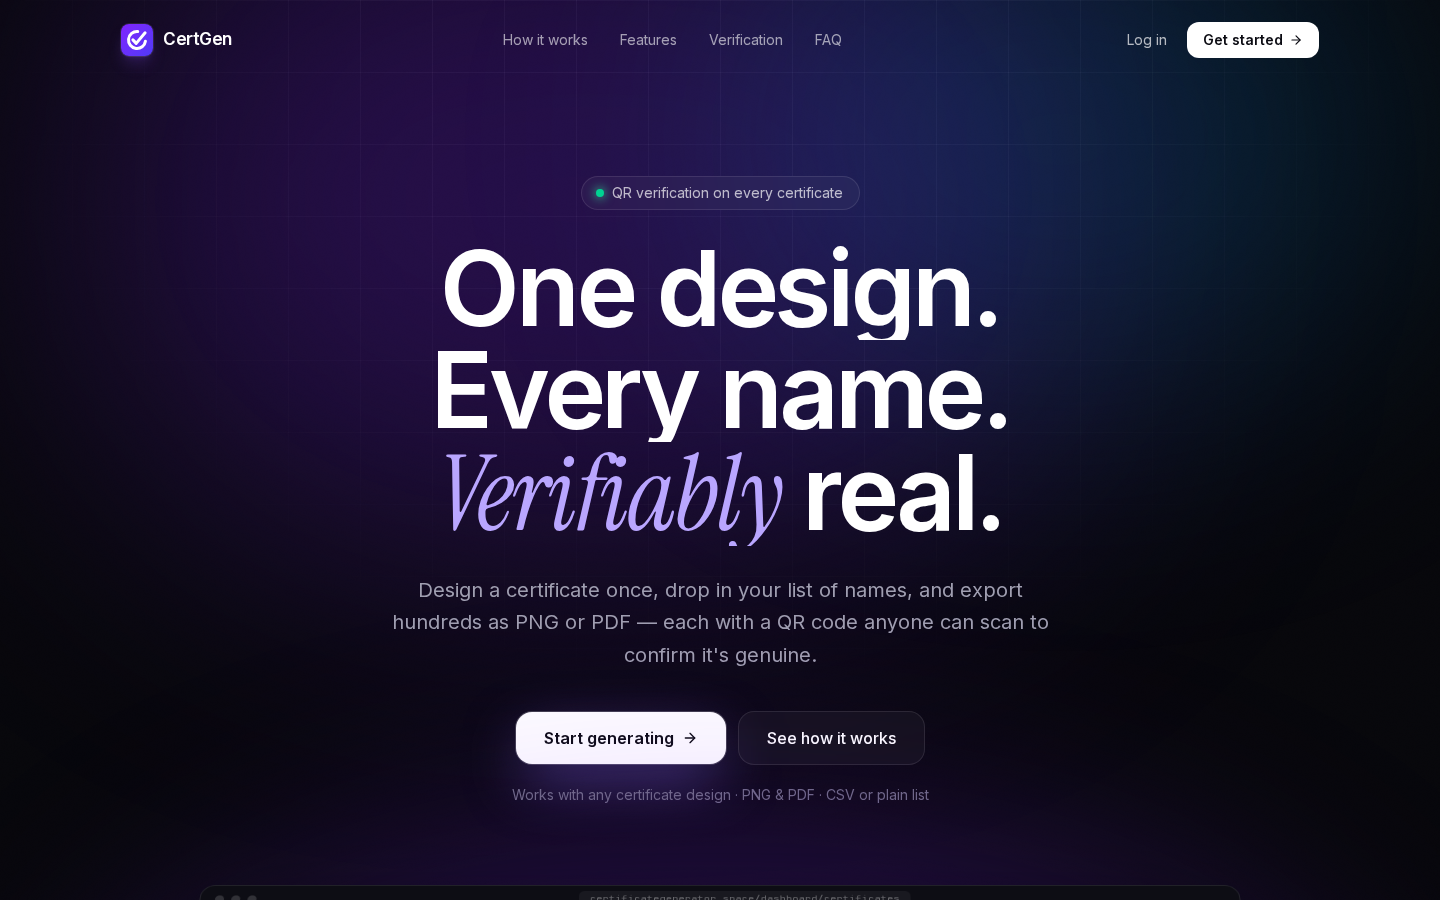 CertGen
How it works
Features
Verification
FAQ
Log in
Get started
QR verification on every certificate
One design.
Every name.
Verifiably real.
Design a certificate once, drop in your list of names, and export
hundreds as PNG or PDF — each with a QR code anyone can scan to
confirm it's genuine.
Start generating
See how it works
Works with any certificate design · PNG & PDF · CSV or plain list